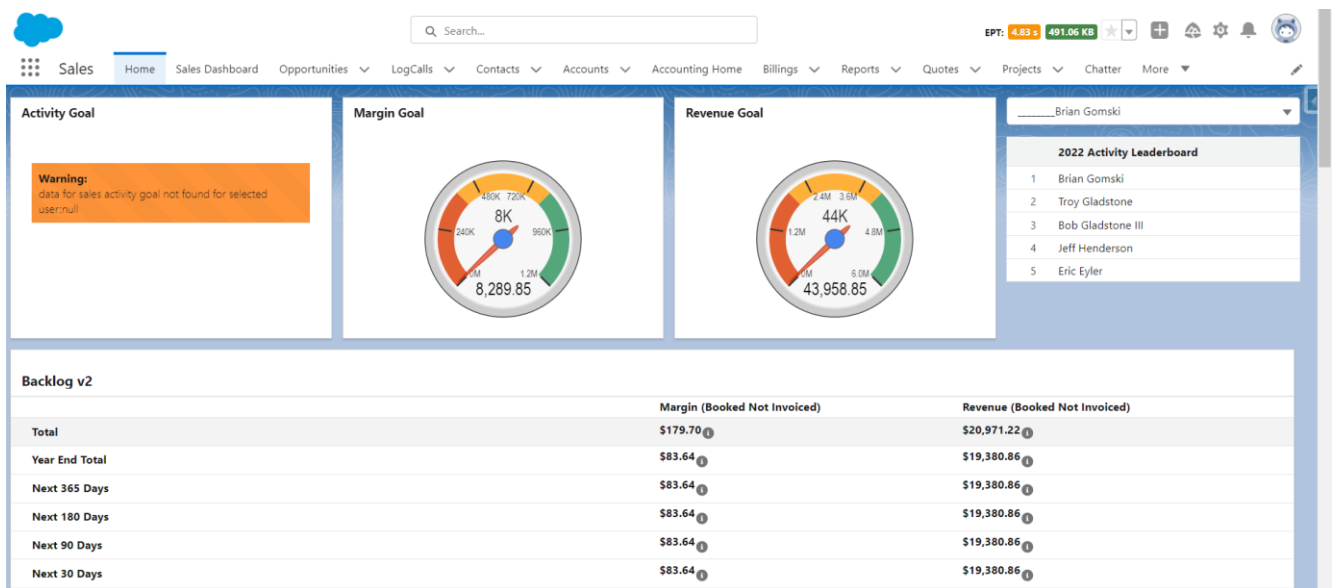 Search...
EPT: 4.83 s 491.06 KB
Sales Home Sales Dashboard Opportunities LogCalls Contacts Accounts Accounting Home Billings Reports Quotes Projects Chatter More
Activity Goal
Warning:
data for sales activity goal not found for selected
user:null
Margin Goal
480K 720K
8K
240K 960K
0M 1.2M
8,289.85
Revenue Goal
2.4M 3.6M
44K
1.2M 4.8M
0M 6.0M
43,958.85
________Brian Gomski
2022 Activity Leaderboard
1 Brian Gomski
2 Troy Gladstone
3 Bob Gladstone III
4 Jeff Henderson
5 Eric Eyler
Backlog v2
Margin (Booked Not Invoiced) Revenue (Booked Not Invoiced)
Total $179.70 $20,971.22
Year End Total $83.64 $19,380.86
Next 365 Days $83.64 $19,380.86
Next 180 Days $83.64 $19,380.86
Next 90 Days $83.64 $19,380.86
Next 30 Days $83.64 $19,380.86